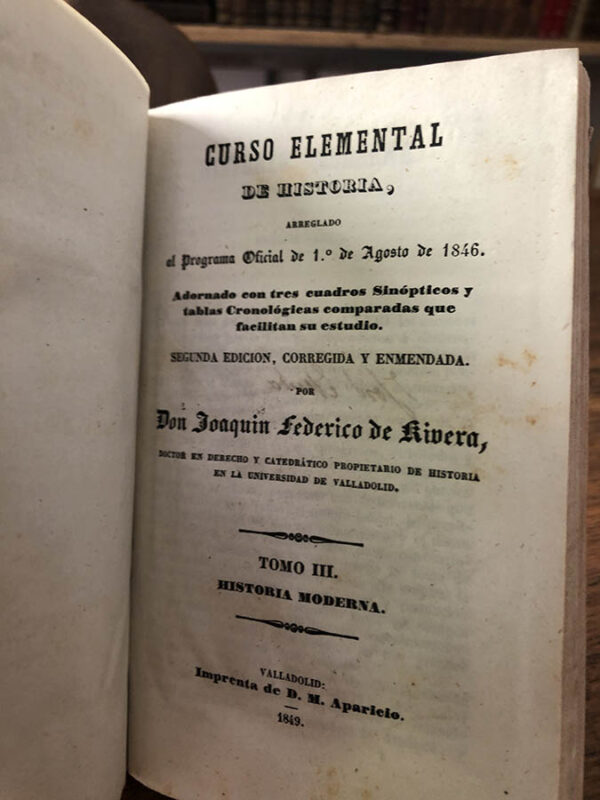 CURSO ELEMENTAL
DE HISTORIA,
ARREGLADO
al Programa Oficial de 1.º de Agosto de 1846.
Adornado con tres cuadros Sinópticos y
tablas Cronológicas comparadas que
facilitan su estudio.
SEGUNDA EDICION, CORREGIDA Y ENMENDADA.
POR
Don Joaquin Federico de Rivera,
DOCTOR EN DERECHO Y CATEDRÁTICO PROPIETARIO DE HISTORIA
EN LA UNIVERSIDAD DE VALLADOLID.
TOMO III.
HISTORIA MODERNA.
VALLADOLID:
Imprenta de D. M. Aparicio.
1849.